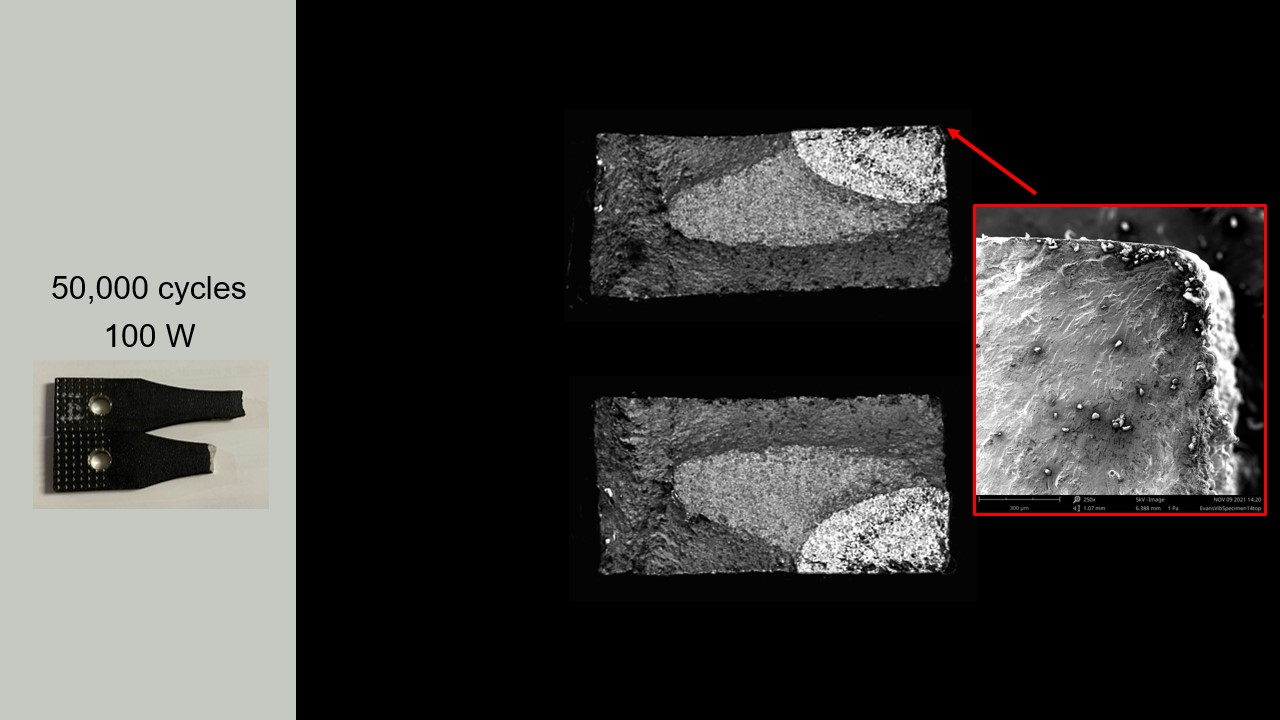 50,000 cycles
100 W
300 µm
250x
1.07 mm
5kV - Image
6.388 mm
1 Pa
NOV 09 2021 14:20
EvansVibSpecimen14top